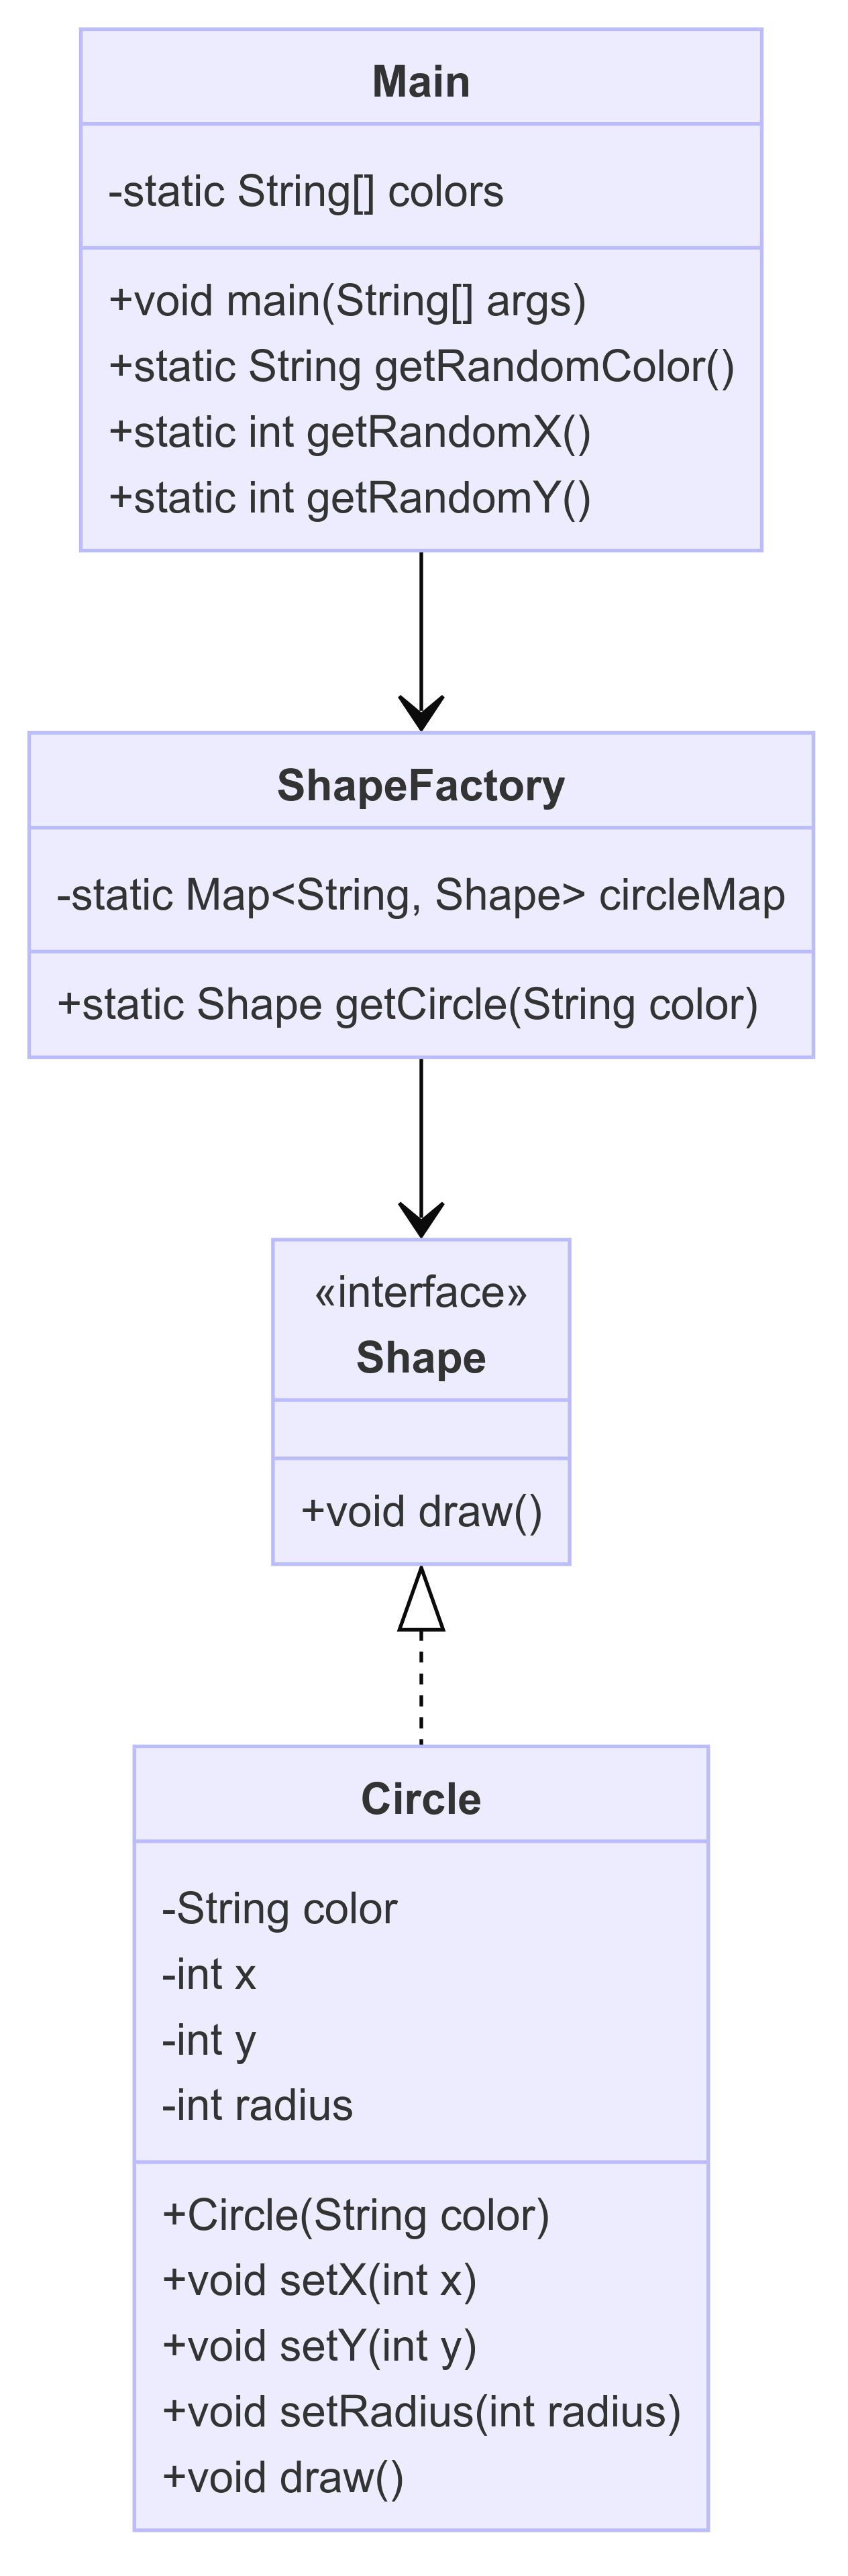 Main
-static String[] colors
+void main(String[] args)
+static String getRandomColor()
+static int getRandomX()
+static int getRandomY()
ShapeFactory
-static Map<String, Shape> circleMap
+static Shape getCircle(String color)
«interface»
Shape
+void draw()
Circle
-String color
-int x
-int y
-int radius
+Circle(String color)
+void setX(int x)
+void setY(int y)
+void setRadius(int radius)
+void draw()